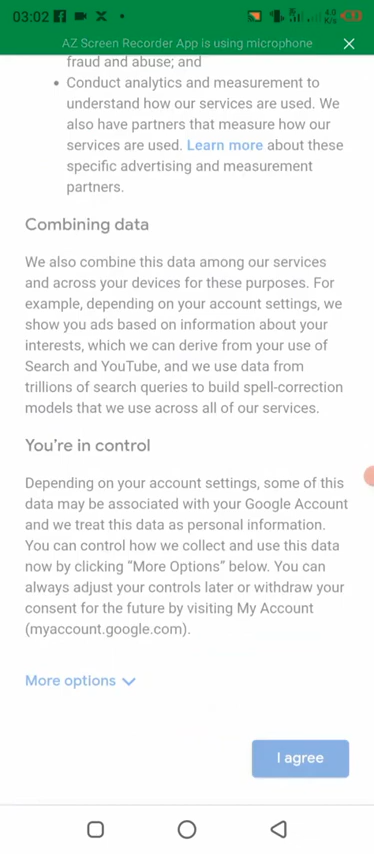 03:02
4.0
K/s
AZ Screen Recorder App is using microphone
fraud and abuse; and
• Conduct analytics and measurement to
understand how our services are used. We
also have partners that measure how our
services are used. Learn more about these
specific advertising and measurement
partners.
Combining data
We also combine this data among our services
and across your devices for these purposes. For
example, depending on your account settings, we
show you ads based on information about your
interests, which we can derive from your use of
Search and YouTube, and we use data from
trillions of search queries to build spell-correction
models that we use across all of our services.
You're in control
Depending on your account settings, some of this
data may be associated with your Google Account
and we treat this data as personal information.
You can control how we collect and use this data
now by clicking “More Options” below. You can
always adjust your controls later or withdraw your
consent for the future by visiting My Account
(myaccount.google.com).
More options
I agree